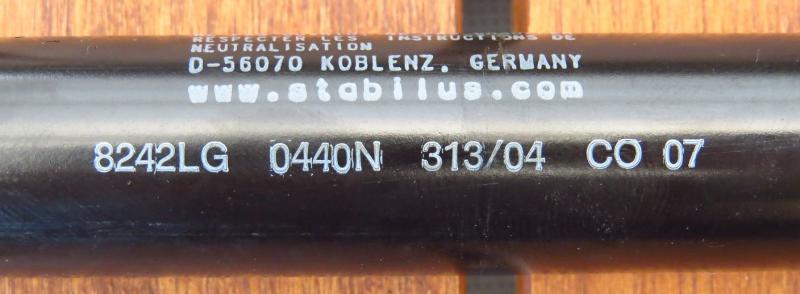 RESPECTER LES INSTRUCTIONS DE
NEUTRALISATION
D-56070 KOBLENZ, GERMANY
www.stabilus.com
8242LG 0440N 313/04 CO 07